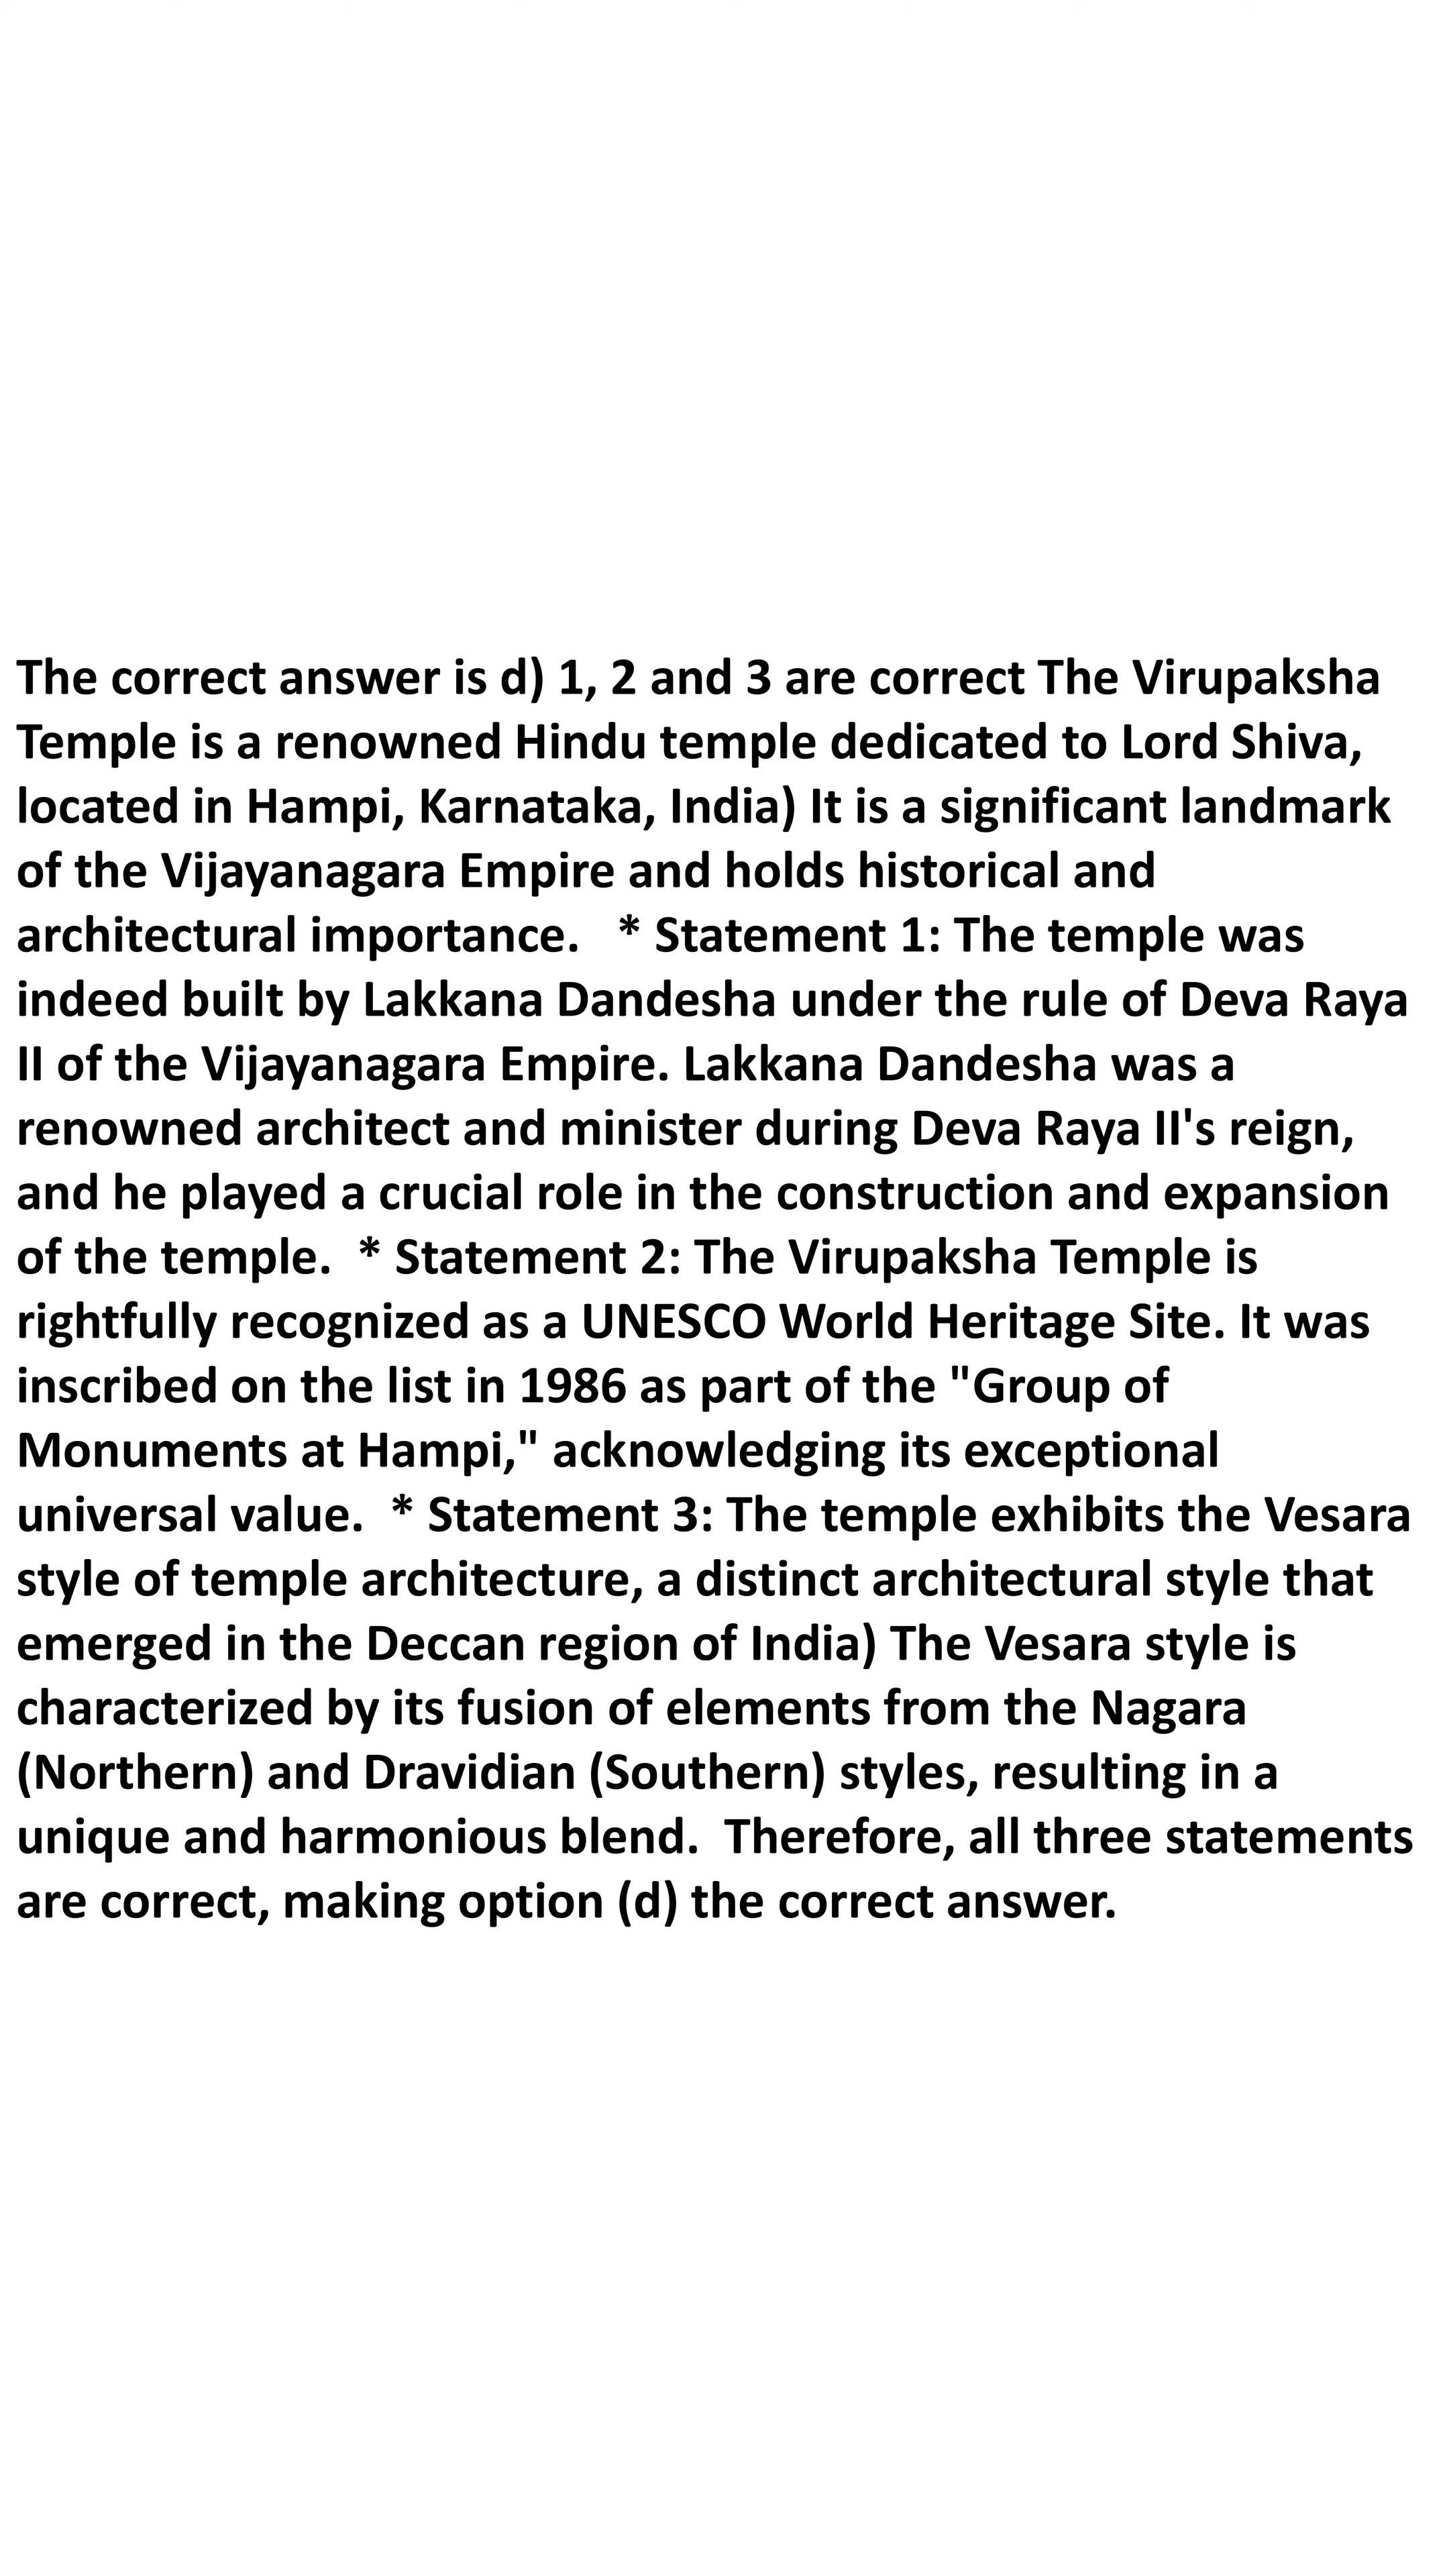 The correct answer is d) 1, 2 and 3 are correct The Virupaksha
Temple is a renowned Hindu temple dedicated to Lord Shiva,
located in Hampi, Karnataka, India) It is a significant landmark
of the Vijayanagara Empire and holds historical and
architectural importance.   * Statement 1: The temple was
indeed built by Lakkana Dandesha under the rule of Deva Raya
II of the Vijayanagara Empire. Lakkana Dandesha was a
renowned architect and minister during Deva Raya II's reign,
and he played a crucial role in the construction and expansion
of the temple.  * Statement 2: The Virupaksha Temple is
rightfully recognized as a UNESCO World Heritage Site. It was
inscribed on the list in 1986 as part of the "Group of
Monuments at Hampi," acknowledging its exceptional
universal value.  * Statement 3: The temple exhibits the Vesara
style of temple architecture, a distinct architectural style that
emerged in the Deccan region of India) The Vesara style is
characterized by its fusion of elements from the Nagara
(Northern) and Dravidian (Southern) styles, resulting in a
unique and harmonious blend.  Therefore, all three statements
are correct, making option (d) the correct answer.